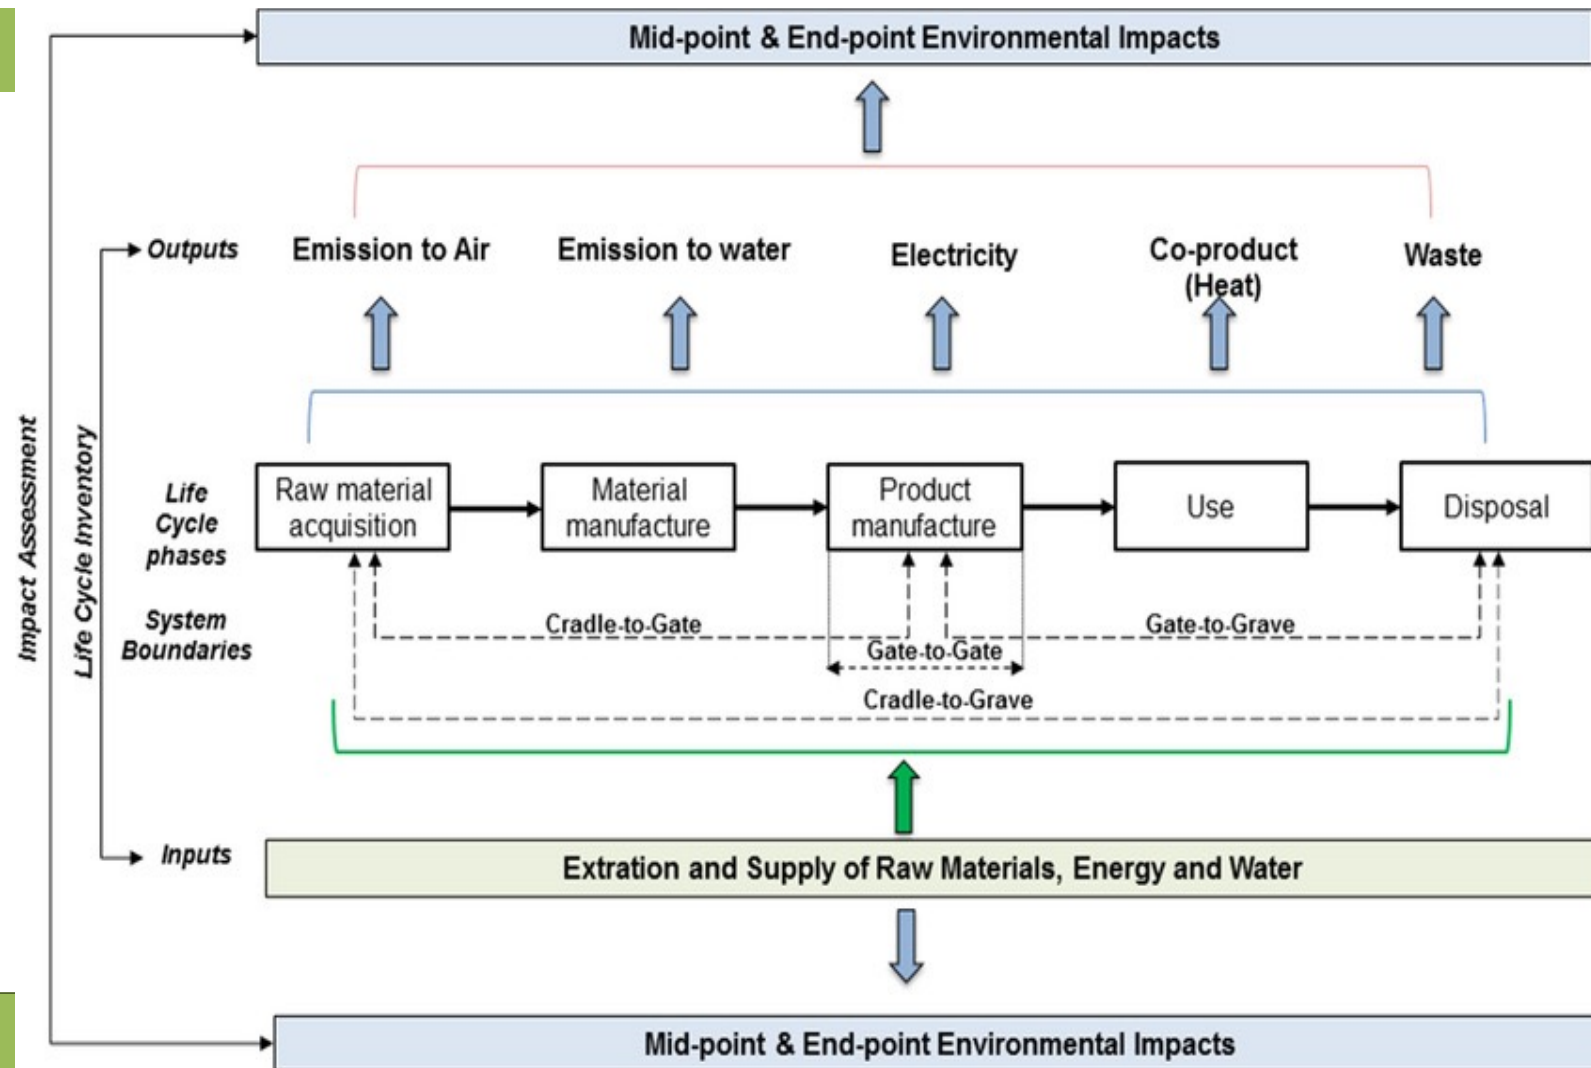 Mid-point & End-point Environmental Impacts
Outputs
Emission to Air
Emission to water
Electricity
Co-product
(Heat)
Waste
Impact Assessment
Life Cycle Inventory
Life
Cycle
phases
Raw material
acquisition
Material
manufacture
Product
manufacture
Use
Disposal
System
Boundaries
Cradle-to-Gate
Gate-to-Grave
Gate-to-Gate
Cradle-to-Grave
Inputs
Extration and Supply of Raw Materials, Energy and Water
Mid-point & End-point Environmental Impacts